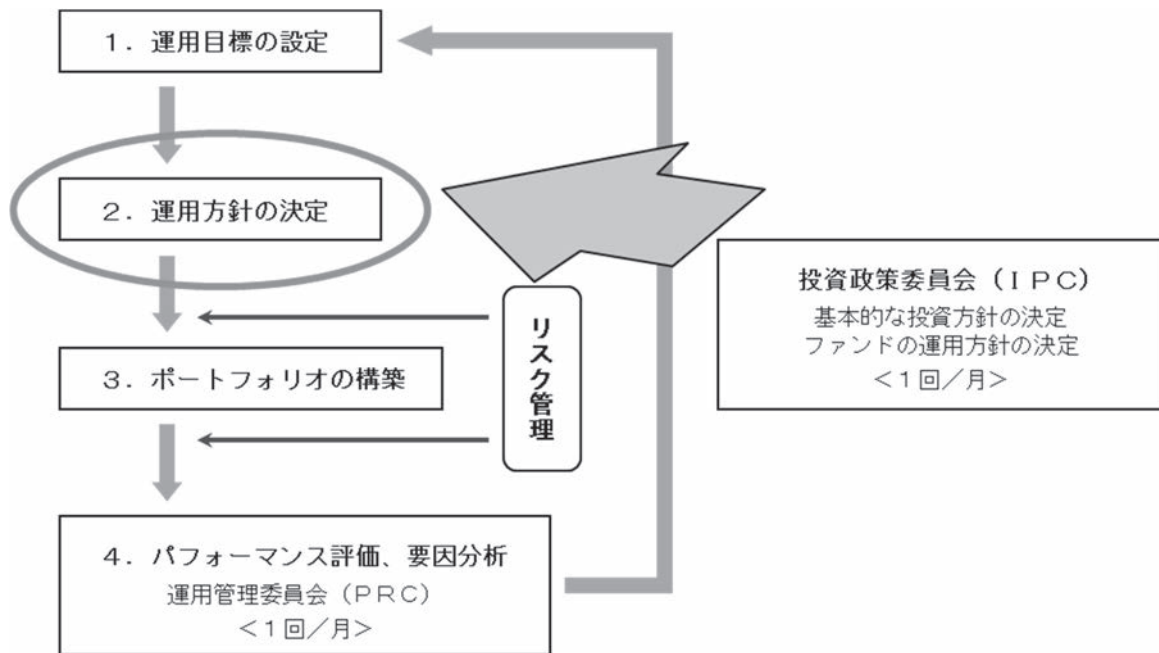 １．運用目標の設定
２．運用方針の決定
３．ポートフォリオの構築
リスク管理
投資政策委員会（ＩＰＣ）
基本的な投資方針の決定
ファンドの運用方針の決定
＜１回／月＞
４．パフォーマンス評価、要因分析
運用管理委員会（ＰＲＣ）
＜１回／月＞